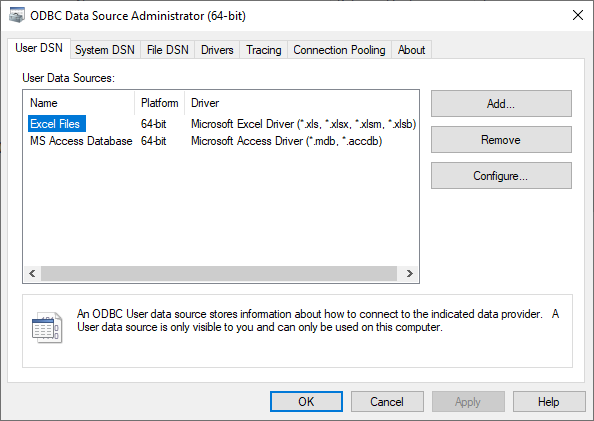 ODBC Data Source Administrator (64-bit)
User DSN System DSN File DSN Drivers Tracing Connection Pooling About
User Data Sources:
Name Platform Driver
Excel Files 64-bit Microsoft Excel Driver (*.xls, *.xlsx, *.xlsm, *.xlsb)
MS Access Database 64-bit Microsoft Access Driver (*.mdb, *.accdb)
Add...
Remove
Configure...
An ODBC User data source stores information about how to connect to the indicated data provider. A
User data source is only visible to you and can only be used on this computer.
OK Cancel Apply Help